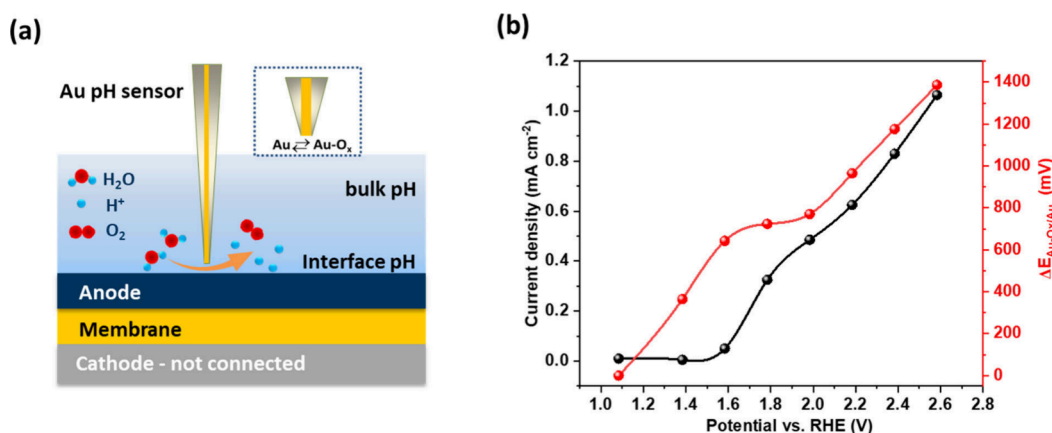 (a)
Au pH sensor
Au ⇌ Au-Oₓ
bulk pH
H₂O
H⁺
O₂
Interface pH
Anode
Membrane
Cathode - not connected
(b)
Current density (mA cm⁻²)
1.2
1.0
0.8
0.6
0.4
0.2
0.0
1.0 1.2 1.4 1.6 1.8 2.0 2.2 2.4 2.6 2.8
Potential vs. RHE (V)
1400
1200
1000
800
600
400
200
0
ΔE_Au-Ox/Au (mV)